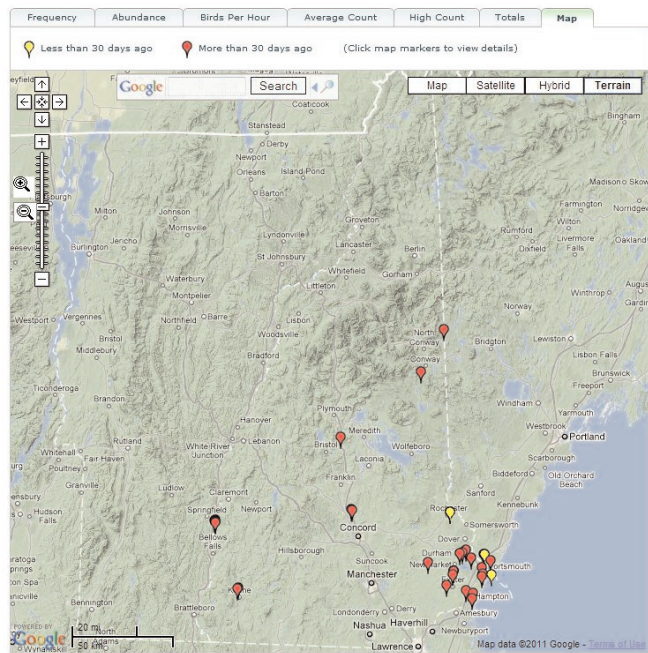 Frequency Abundance Birds Per Hour Average Count High Count Totals Map
Less than 30 days ago More than 30 days ago (Click map markers to view details)
Google Search Map Satellite Hybrid Terrain
Coaticook
Stanstead
Bingham
Derby
Newport
Orleans Island Pond
Barton
Madison Skow
Farmington
Norridgew
Milton Johnson Groveton
Morrisville
Wilton
Rumford Livermore Falls
Dixfield Oakland
Jericho Lyndonville Lancaster Berlin
Burlington St Johnsbury
Whitefield Gorham
Waterbury Littleton
Montpelier
Winthrop Augus
Gardin
Westport Vergennes Northfield Barre Lisbon Norway
Woodsville North Conway Bridgton Lewiston
Bristol
Middlebury
Bradford Conway Lisbon Falls
Brunswick
Freeport
Ticonderoga
Brandon
Plymouth Windham Yarmouth
Hanover Meredith Westbrook
Whitehall Fair Haven Rutland White River Junction Lebanon Bristol Wolfeboro Portland
Poultney Laconia Scarborough
Granville Ludlow Claremont Franklin Biddeford Old Orchard Beach
Sanford
Springfield Newport Kennebunk
Hudson Falls
Bellows Falls Concord Somersworth
Hillsborough Dover
Suncook Durham
Manchester
Hampton
Bennington Brattleboro Londonderry Derry Amesbury
Nashua Haverhill Newburyport
Lawrence
POWERED BY
Google
20 mi
50 km
North Adams
Map data ©2011 Google - Terms of Use